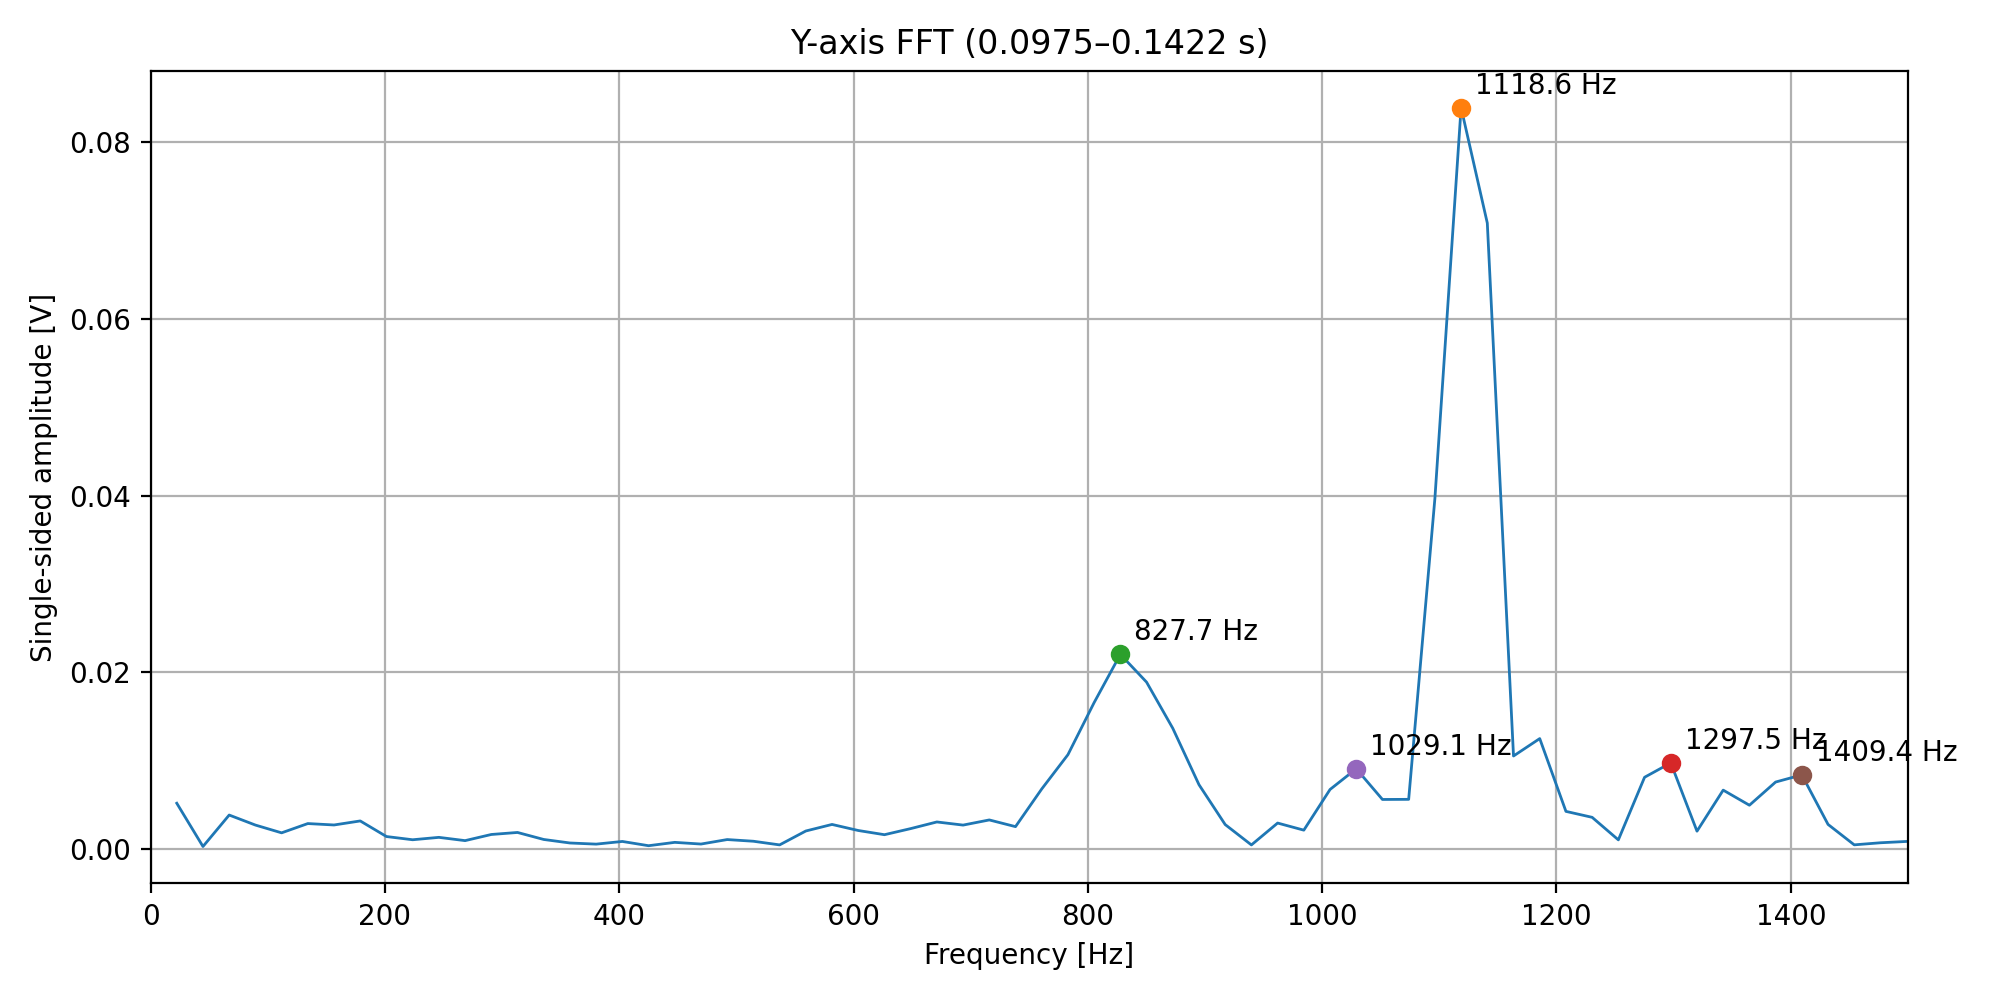 Y-axis FFT (0.0975–0.1422 s)
1118.6 Hz
0.08
0.06
0.04
827.7 Hz
0.02
1029.1 Hz
1297.5 Hz
1409.4 Hz
0.00
Single-sided amplitude [V]
0 200 400 600 800 1000 1200 1400
Frequency [Hz]